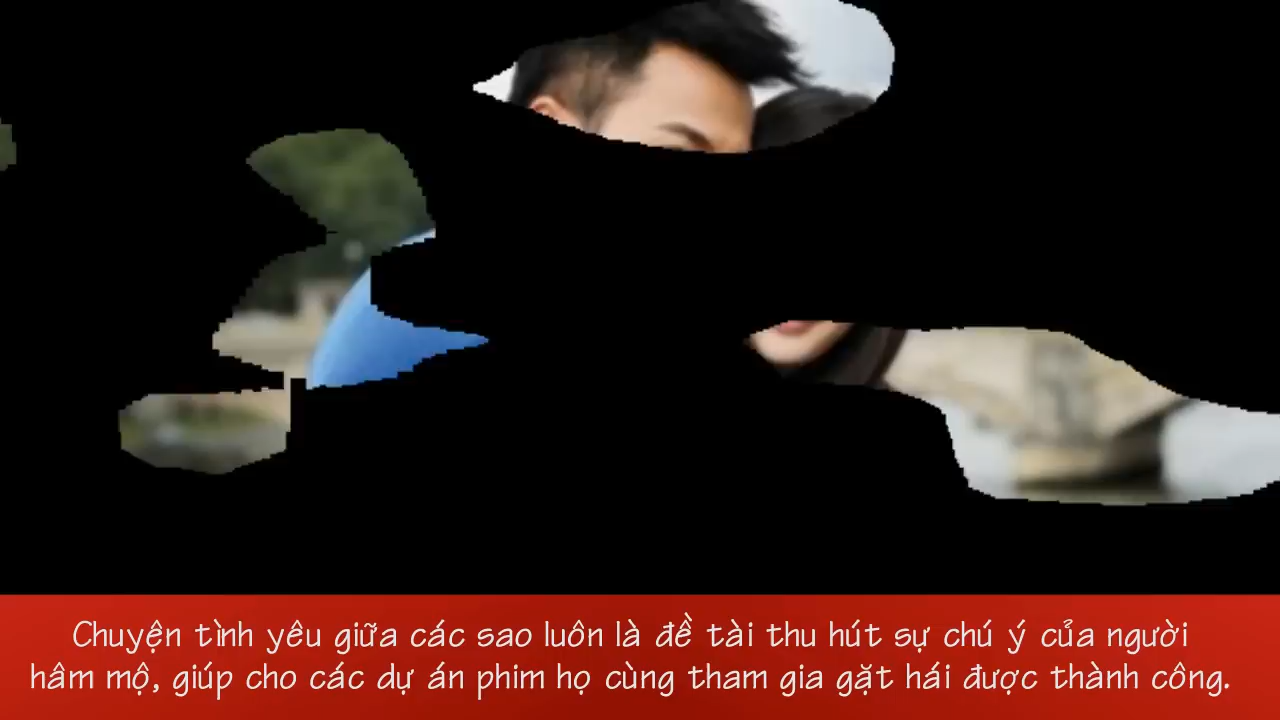 Chuyện tình yêu giữa các sao luôn là đề tài thu hút sự chú ý của người
hâm mộ, giúp cho các dự án phim họ cùng tham gia gặt hái được thành công.